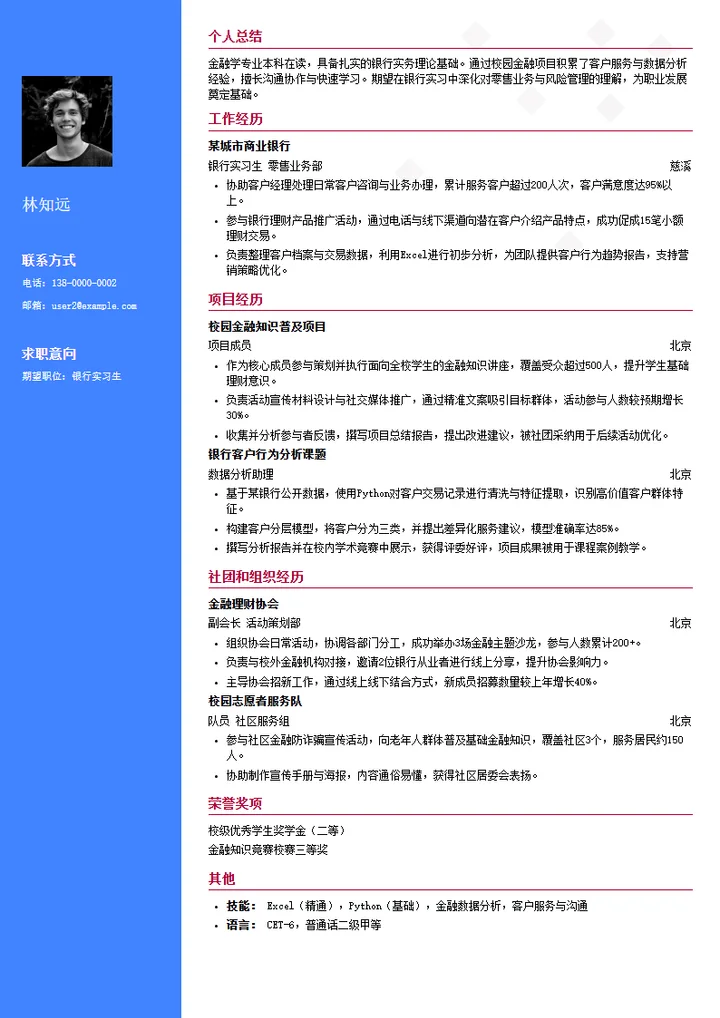 林知远
联系方式
电话：138-0000-0002
邮箱：user2@example.com
求职意向
期望职位：银行实习生
个人总结
金融学专业本科在读，具备扎实的银行实务理论基础。通过校园金融项目积累了客户服务与数据分析
经验，擅长沟通协作与快速学习。期望在银行实习中深化对零售业务与风险管理的理解，为职业发展
奠定基础。
工作经历
某城市商业银行
银行实习生 零售业务部 慈溪
• 协助客户经理处理日常客户咨询与业务办理，累计服务客户超过200人次，客户满意度达95%以
上。
• 参与银行理财产品推广活动，通过电话与线下渠道向潜在客户介绍产品特点，成功促成15笔小额
理财交易。
• 负责整理客户档案与交易数据，利用Excel进行初步分析，为团队提供客户行为趋势报告，支持营
销策略优化。
项目经历
校园金融知识普及项目
项目成员 北京
• 作为核心成员参与策划并执行面向全校学生的金融知识讲座，覆盖受众超过500人，提升学生基础
理财意识。
• 负责活动宣传材料设计与社交媒体推广，通过精准文案吸引目标群体，活动参与人数较预期增长
30%。
• 收集并分析参与者反馈，撰写项目总结报告，提出改进建议，被社团采纳用于后续活动优化。
银行客户行为分析课题
数据分析助理 北京
• 基于某银行公开数据，使用Python对客户交易记录进行清洗与特征提取，识别高价值客户群体特
征。
• 构建客户分层模型，将客户分为三类，并提出差异化服务建议，模型准确率达85%。
• 撰写分析报告并在校内学术竞赛中展示，获得评委好评，项目成果被用于课程案例教学。
社团和组织经历
金融理财协会
副会长 活动策划部 北京
• 组织协会日常活动，协调各部门分工，成功举办3场金融主题沙龙，参与人数累计200+。
• 负责与校外金融机构对接，邀请2位银行从业者进行线上分享，提升协会影响力。
• 主导协会招新工作，通过线上线下结合方式，新成员招募数量较上年增长40%。
校园志愿者服务队
队员 社区服务组 北京
• 参与社区金融防诈骗宣传活动，向老年人群体普及基础金融知识，覆盖社区3个，服务居民约150
人。
• 协助制作宣传手册与海报，内容通俗易懂，获得社区居委会表扬。
荣誉奖项
校级优秀学生奖学金（二等）
金融知识竞赛校赛三等奖
其他
• 技能： Excel（精通），Python（基础），金融数据分析，客户服务与沟通
• 语言： CET-6，普通话二级甲等